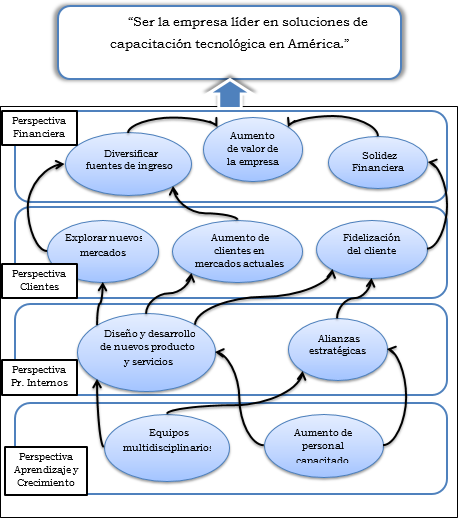 “Ser la empresa líder en soluciones de
capacitación tecnológica en América.”
Perspectiva
Financiera
Diversificar
fuentes de ingreso
Aumento
de valor de
la empresa
Solidez
Financiera
Perspectiva
Clientes
Explorar nuevos
mercados
Aumento de
clientes en
mercados actuales
Fidelización
del cliente
Perspectiva
Pr. Internos
Diseño y desarrollo
de nuevos producto
y servicios
Alianzas
estratégicas
Perspectiva
Aprendizaje y
Crecimiento
Equipos
multidisciplinarios
Aumento de
personal
capacitado